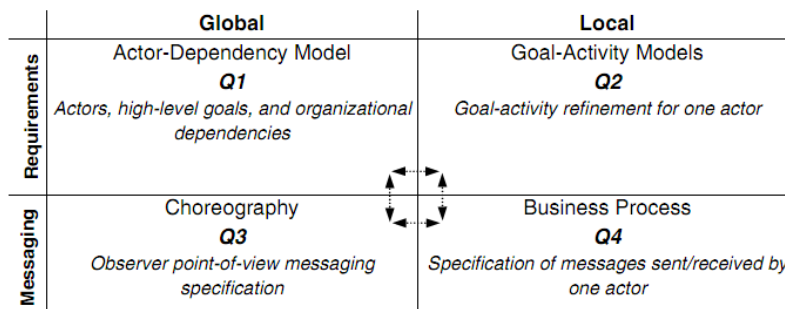 Global
Local
Requirements
Actor-Dependency Model
Q1
Actors, high-level goals, and organizational
dependencies
Goal-Activity Models
Q2
Goal-activity refinement for one actor
Messaging
Choreography
Q3
Observer point-of-view messaging
specification
Business Process
Q4
Specification of messages sent/received by
one actor